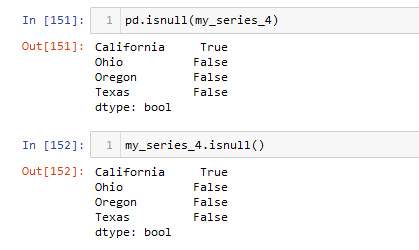 In [151]: 1 pd.isnull(my_series_4)
Out[151]: California     True
Ohio          False
Oregon        False
Texas         False
dtype: bool
In [152]: 1 my_series_4.isnull()
Out[152]: California     True
Ohio          False
Oregon        False
Texas         False
dtype: bool